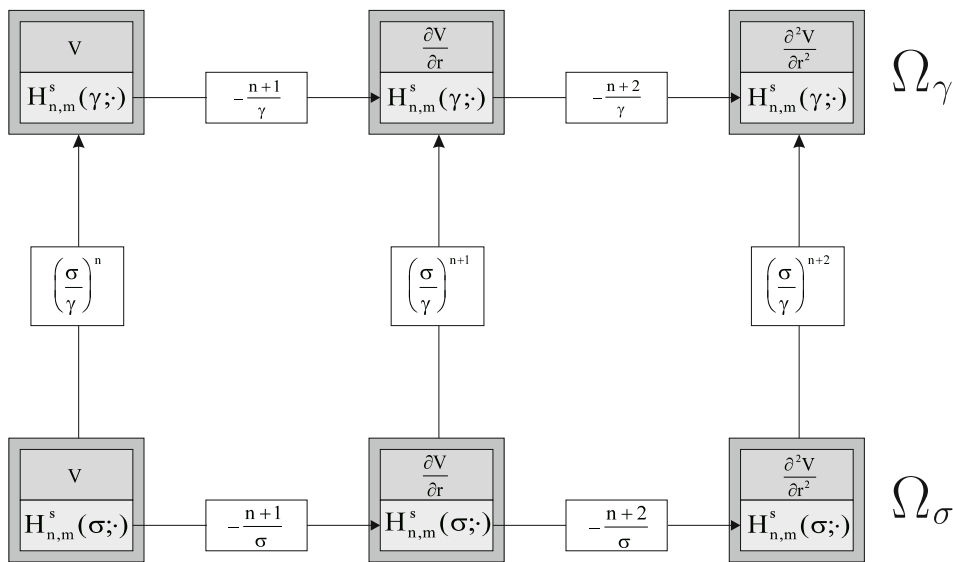 V
∂V/∂r
∂²V/∂r²
Ω_γ
H^s_{n,m}(γ;·)
-(n+1)/γ
H^s_{n,m}(γ;·)
-(n+2)/γ
H^s_{n,m}(γ;·)
(σ/γ)^n
(σ/γ)^{n+1}
(σ/γ)^{n+2}
V
∂V/∂r
∂²V/∂r²
Ω_σ
H^s_{n,m}(σ;·)
-(n+1)/σ
H^s_{n,m}(σ;·)
-(n+2)/σ
H^s_{n,m}(σ;·)